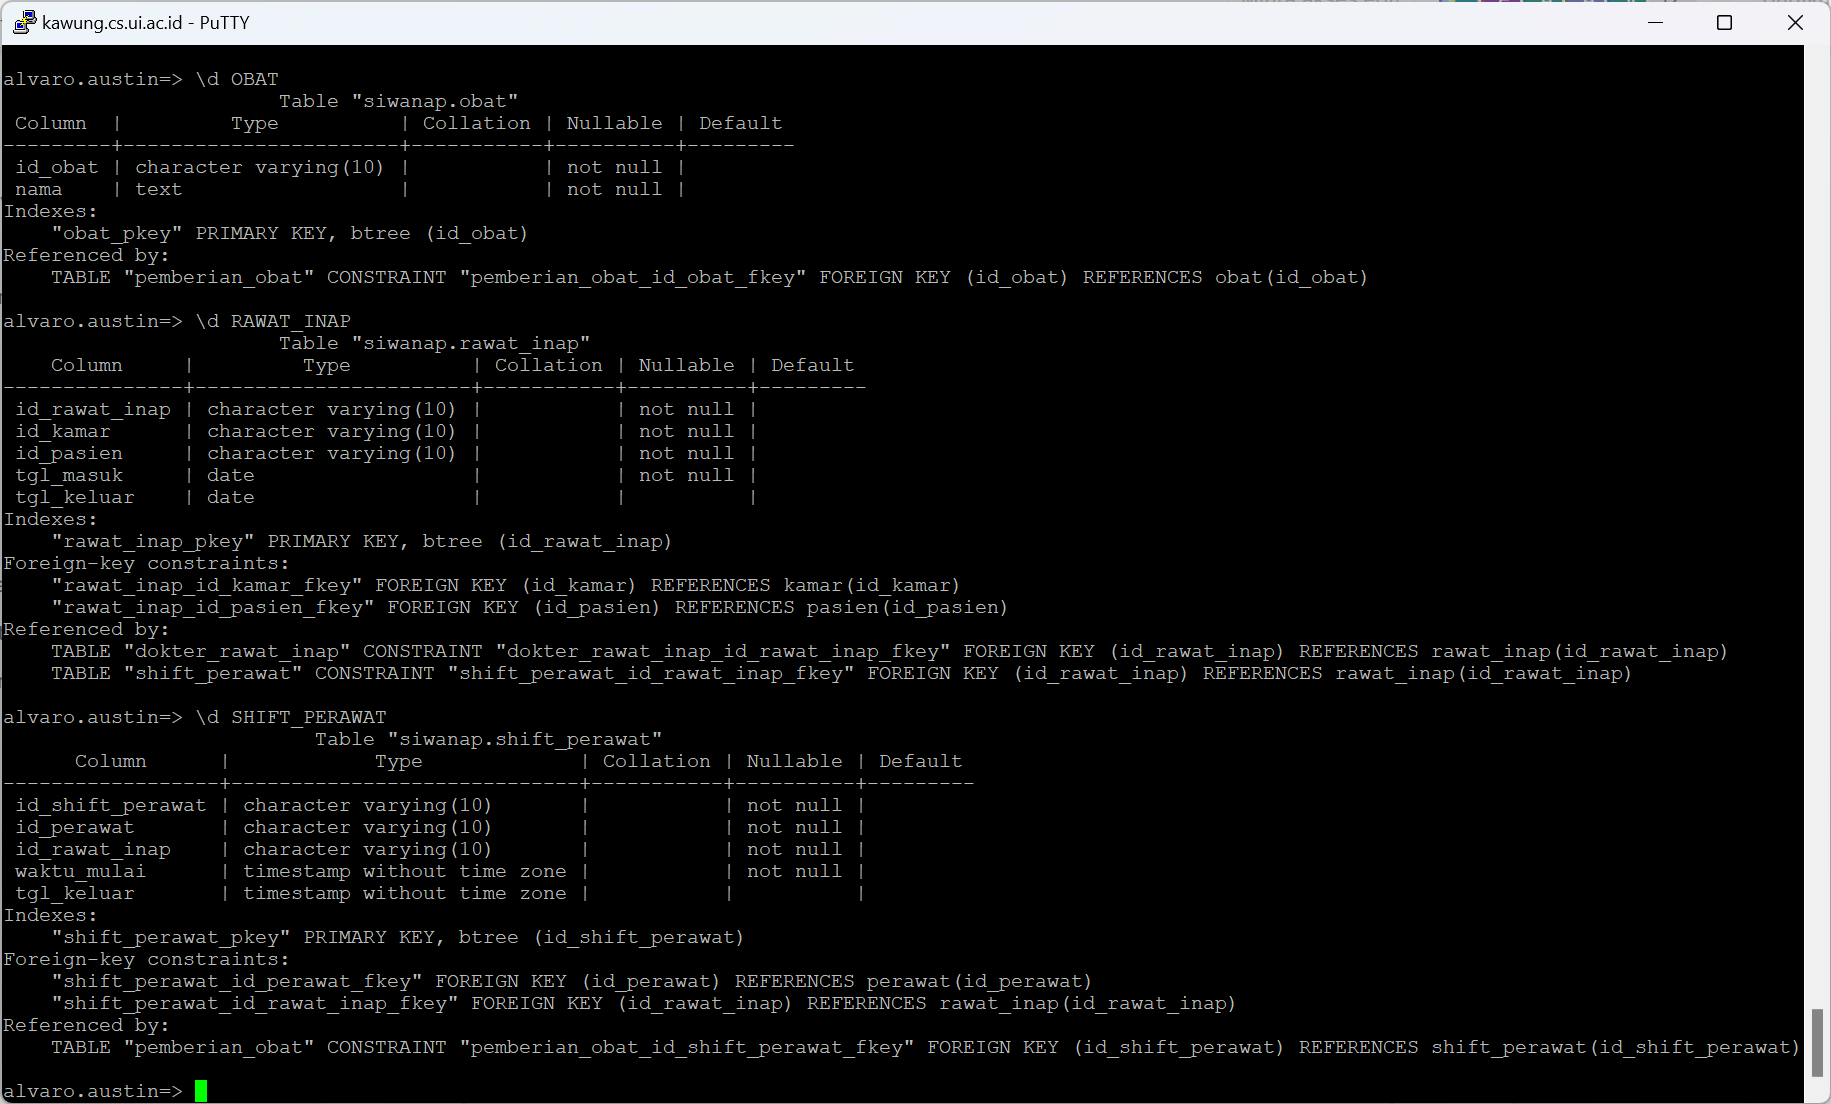 kawung.cs.ui.ac.id - PuTTY
alvaro.austin=> \d OBAT
                       Table "siwanap.obat"
 Column  |         Type          | Collation | Nullable | Default
---------+-----------------------+-----------+----------+---------
 id_obat | character varying(10) |           | not null |
 nama    | text                  |           | not null |
Indexes:
    "obat_pkey" PRIMARY KEY, btree (id_obat)
Referenced by:
    TABLE "pemberian_obat" CONSTRAINT "pemberian_obat_id_obat_fkey" FOREIGN KEY (id_obat) REFERENCES obat(id_obat)
alvaro.austin=> \d RAWAT_INAP
                       Table "siwanap.rawat_inap"
    Column     |         Type          | Collation | Nullable | Default
---------------+-----------------------+-----------+----------+---------
 id_rawat_inap | character varying(10) |           | not null |
 id_kamar      | character varying(10) |           | not null |
 id_pasien     | character varying(10) |           | not null |
 tgl_masuk     | date                  |           | not null |
 tgl_keluar    | date                  |           |          |
Indexes:
    "rawat_inap_pkey" PRIMARY KEY, btree (id_rawat_inap)
Foreign-key constraints:
    "rawat_inap_id_kamar_fkey" FOREIGN KEY (id_kamar) REFERENCES kamar(id_kamar)
    "rawat_inap_id_pasien_fkey" FOREIGN KEY (id_pasien) REFERENCES pasien(id_pasien)
Referenced by:
    TABLE "dokter_rawat_inap" CONSTRAINT "dokter_rawat_inap_id_rawat_inap_fkey" FOREIGN KEY (id_rawat_inap) REFERENCES rawat_inap(id_rawat_inap)
    TABLE "shift_perawat" CONSTRAINT "shift_perawat_id_rawat_inap_fkey" FOREIGN KEY (id_rawat_inap) REFERENCES rawat_inap(id_rawat_inap)
alvaro.austin=> \d SHIFT_PERAWAT
                          Table "siwanap.shift_perawat"
      Column      |            Type             | Collation | Nullable | Default
------------------+-----------------------------+-----------+----------+---------
 id_shift_perawat | character varying(10)       |           | not null |
 id_perawat       | character varying(10)       |           | not null |
 id_rawat_inap    | character varying(10)       |           | not null |
 waktu_mulai      | timestamp without time zone |           | not null |
 tgl_keluar       | timestamp without time zone |           |          |
Indexes:
    "shift_perawat_pkey" PRIMARY KEY, btree (id_shift_perawat)
Foreign-key constraints:
    "shift_perawat_id_perawat_fkey" FOREIGN KEY (id_perawat) REFERENCES perawat(id_perawat)
    "shift_perawat_id_rawat_inap_fkey" FOREIGN KEY (id_rawat_inap) REFERENCES rawat_inap(id_rawat_inap)
Referenced by:
    TABLE "pemberian_obat" CONSTRAINT "pemberian_obat_id_shift_perawat_fkey" FOREIGN KEY (id_shift_perawat) REFERENCES shift_perawat(id_shift_perawat)
alvaro.austin=>